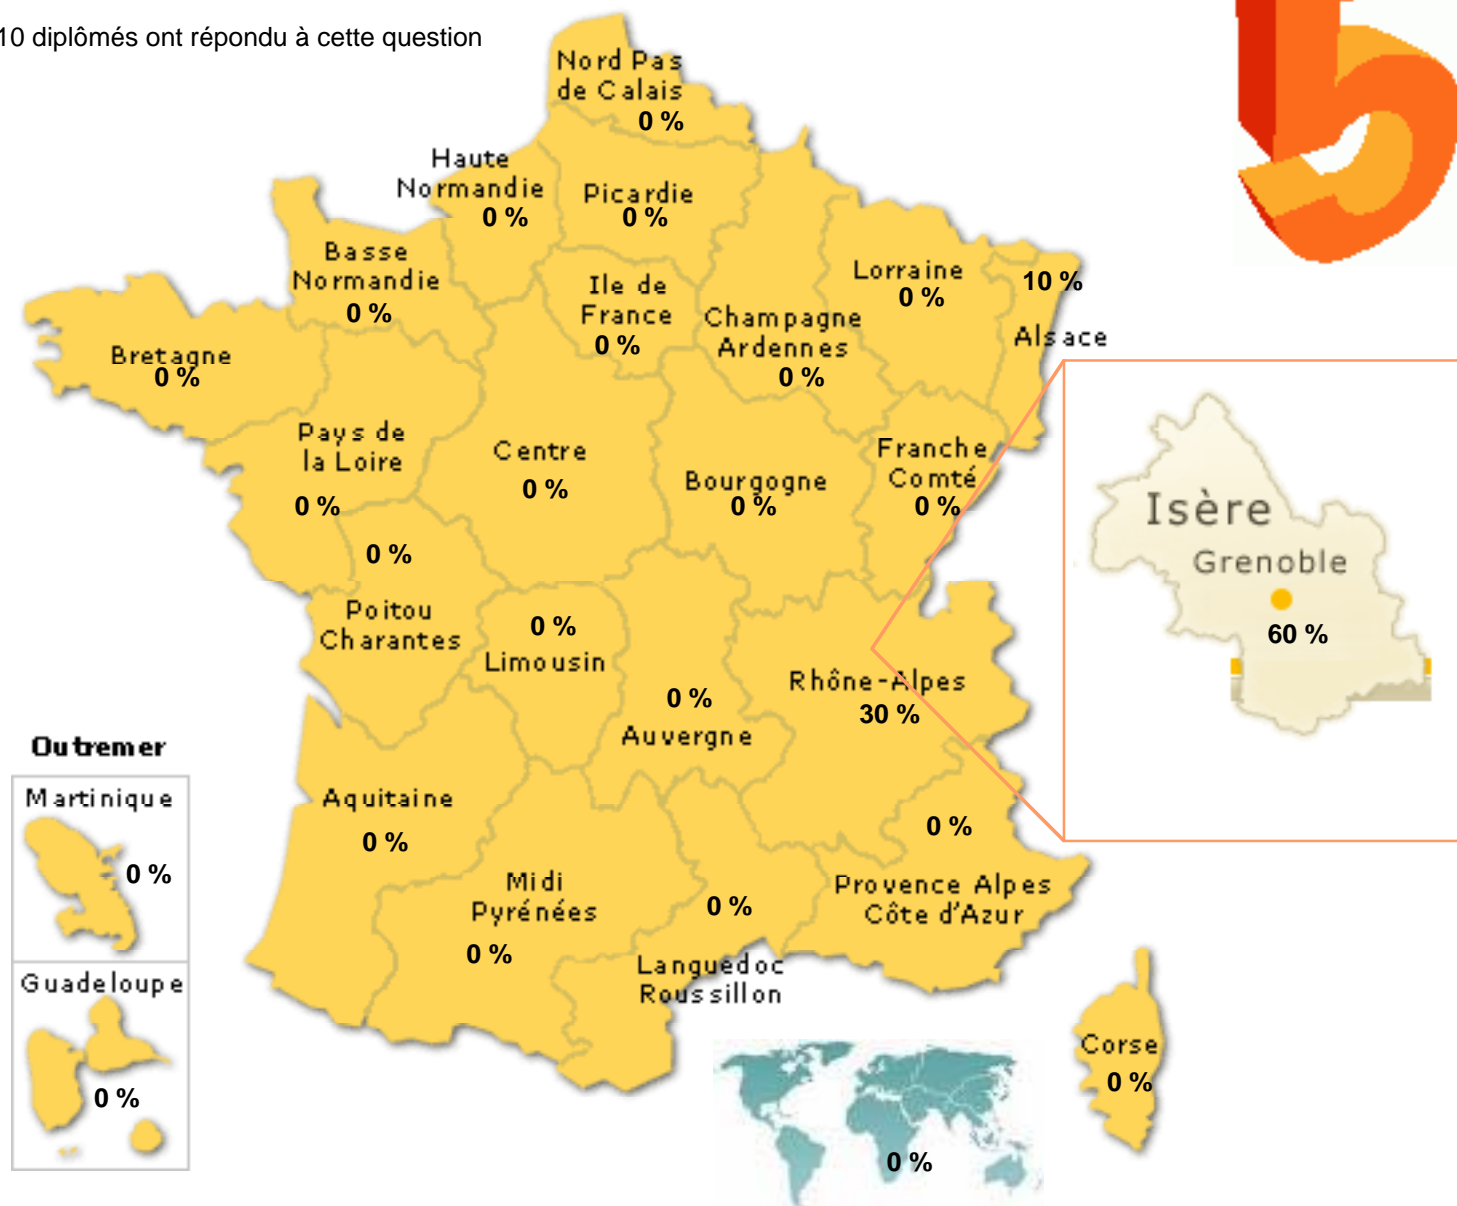 10 diplômés ont répondu à cette question
Nord Pas
de Calais
0 %
Haute
Normandie
0 %
Picardie
0 %
Basse
Normandie
0 %
Ile de
France
0 %
Champagne
Ardennes
0 %
Lorraine
0 %
10 %
Alsace
Bretagne
0 %
Pays de
la Loire
0 %
Centre
0 %
Bourgogne
0 %
Franche
Comté
0 %
Isère
Grenoble
60 %
0 %
Poitou
Charantes
0 %
Limousin
0 %
Auvergne
Rhône-Alpes
30 %
Outremer
Martinique
0 %
Guadeloupe
0 %
Aquitaine
0 %
Midi
Pyrénées
0 %
0 %
Languedoc
Roussillon
0 %
Provence Alpes
Côte d'Azur
Corse
0 %
0 %